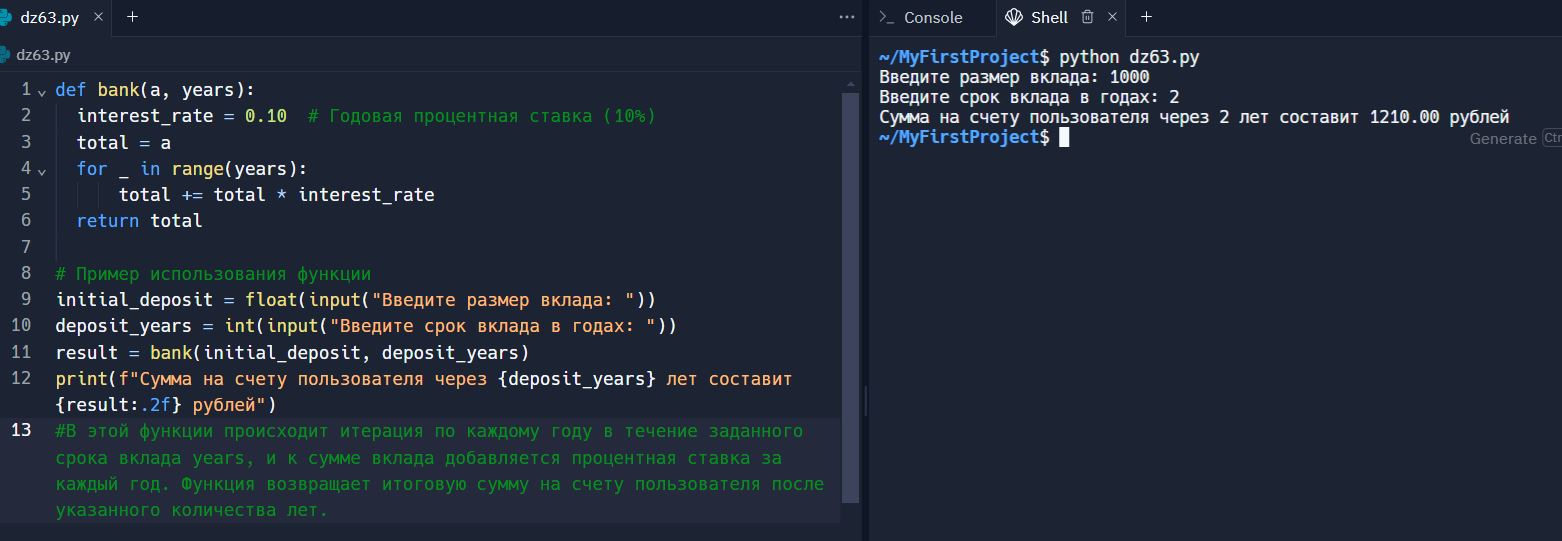 dz63.py × +
dz63.py
1 def bank(a, years):
2 interest_rate = 0.10 # Годовая процентная ставка (10%)
3 total = a
4 for _ in range(years):
5 total += total * interest_rate
6 return total
7
8 # Пример использования функции
9 initial_deposit = float(input("Введите размер вклада: "))
10 deposit_years = int(input("Введите срок вклада в годах: "))
11 result = bank(initial_deposit, deposit_years)
12 print(f"Сумма на счету пользователя через {deposit_years} лет составит
{result:.2f} рублей")
13 #В этой функции происходит итерация по каждому году в течение заданного
срока вклада years, и к сумме вклада добавляется процентная ставка за
каждый год. Функция возвращает итоговую сумму на счету пользователя после
указанного количества лет.
>_ Console Shell × +
~/MyFirstProject$ python dz63.py
Введите размер вклада: 1000
Введите срок вклада в годах: 2
Сумма на счету пользователя через 2 лет составит 1210.00 рублей
~/MyFirstProject$
Generate Ctr